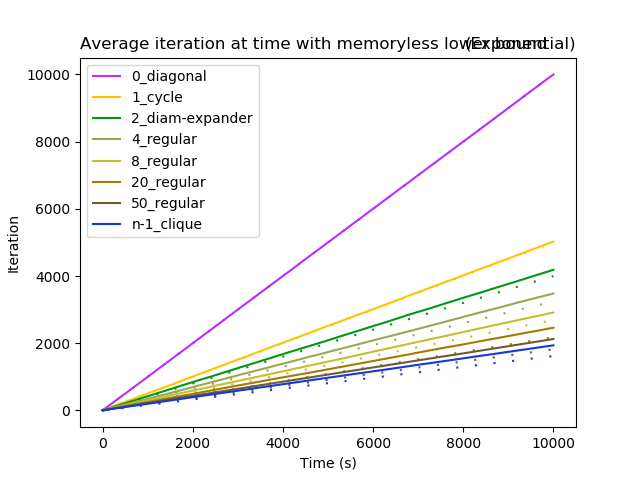 Average iteration at time with memoryless lower bound
(Exponential)
10000
8000
6000
4000
2000
0
Iteration
0_diagonal
1_cycle
2_diam-expander
4_regular
8_regular
20_regular
50_regular
n-1_clique
0
2000
4000
6000
8000
10000
Time (s)